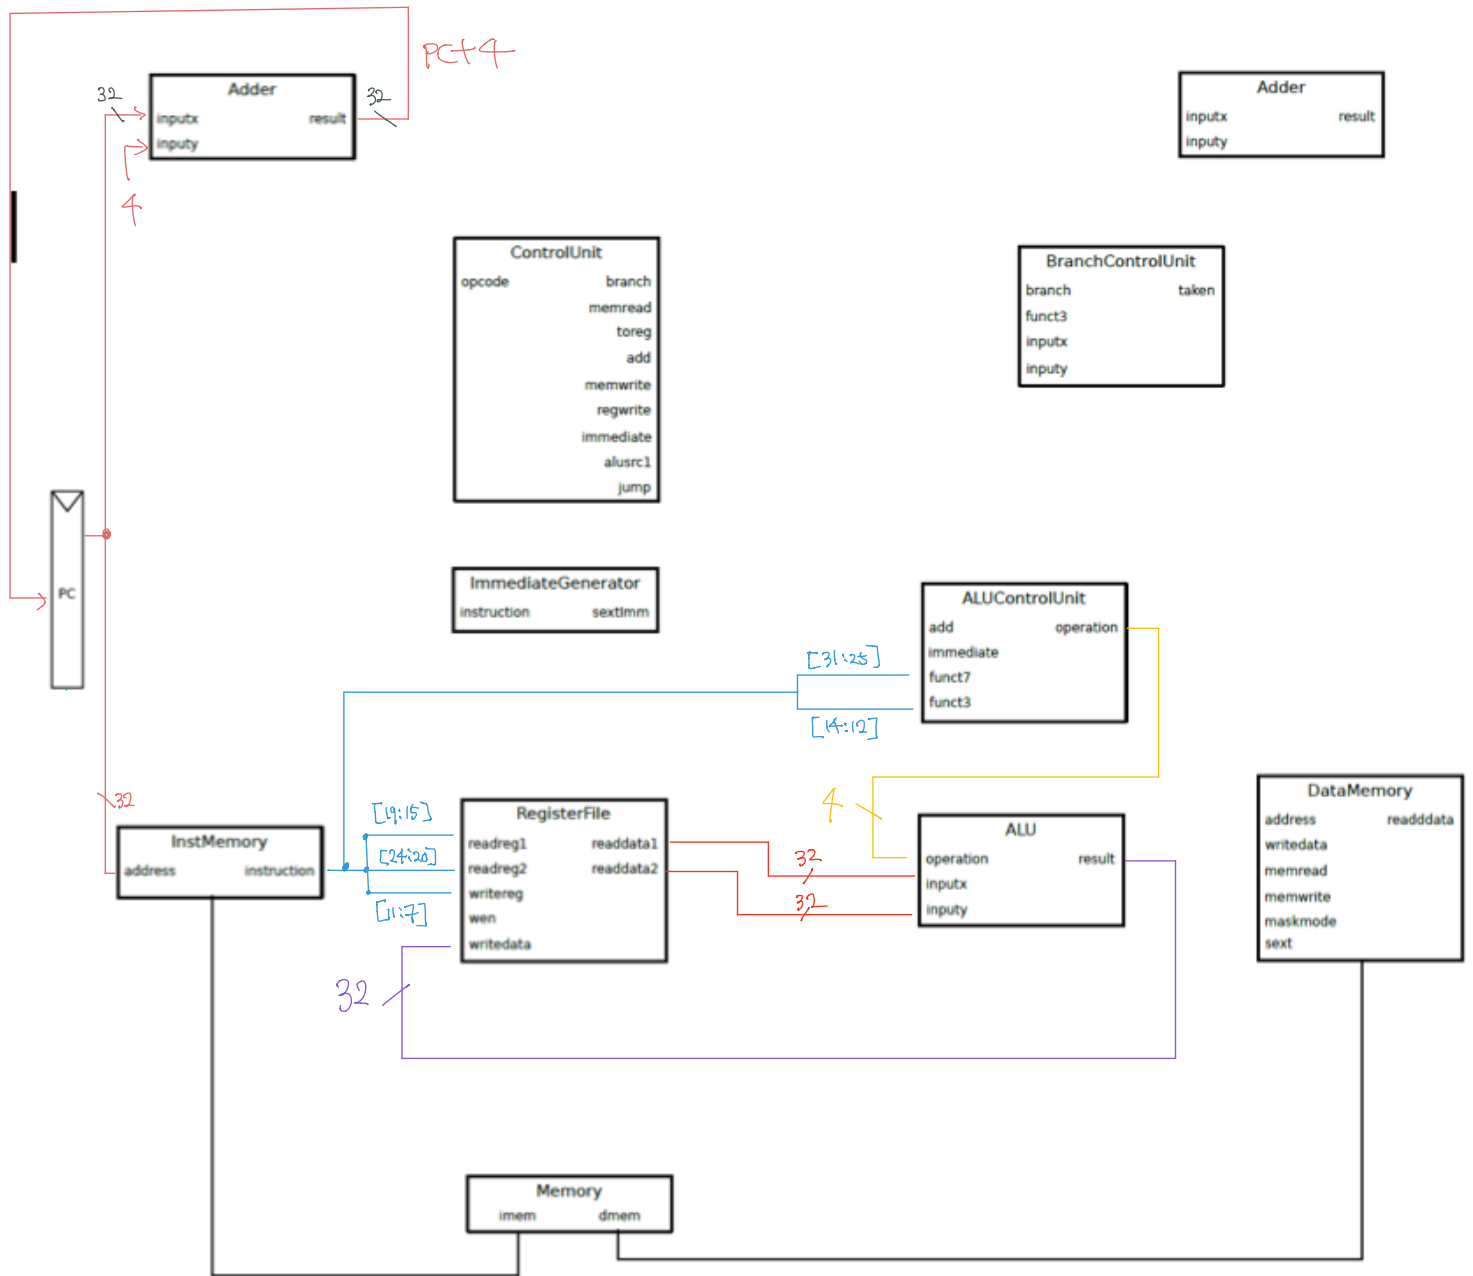 PC+4
Adder
32
32
inputx
result
inputy
4
Adder
inputx
result
inputy
ControlUnit
opcode
branch
memread
toreg
add
memwrite
regwrite
immediate
alusrc1
jump
BranchControlUnit
branch
taken
funct3
inputx
inputy
PC
ImmediateGenerator
instruction
sextImm
ALUControlUnit
add
operation
immediate
funct7
funct3
[31:25]
[14:12]
32
InstMemory
address
instruction
[19:15]
[24:20]
[11:7]
RegisterFile
readreg1
readdata1
readreg2
readdata2
writereg
wen
writedata
32
32
32
4
ALU
operation
result
inputx
inputy
DataMemory
address
readddata
writedata
memread
memwrite
maskmode
sext
Memory
imem
dmem